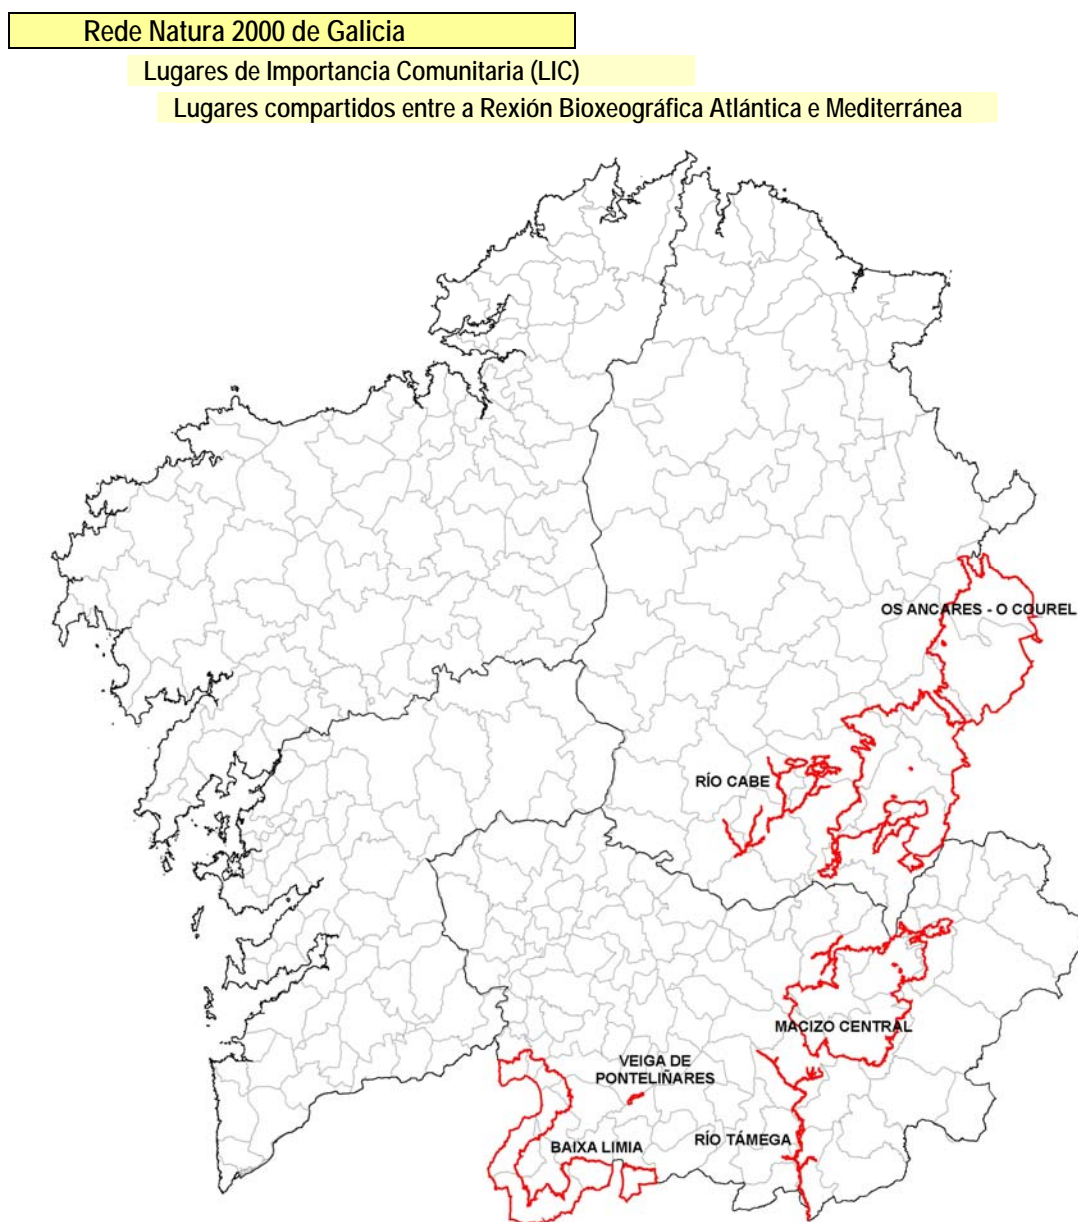 Rede Natura 2000 de Galicia
Lugares de Importancia Comunitaria (LIC)
Lugares compartidos entre a Rexión Bioxeográfica Atlántica e Mediterránea
OS ANCARES - O COUREL
RÍO CABE
MACIZO CENTRAL
VEIGA DE
PONTELIÑARES
RÍO TÁMEGA
BAIXA LIMIA